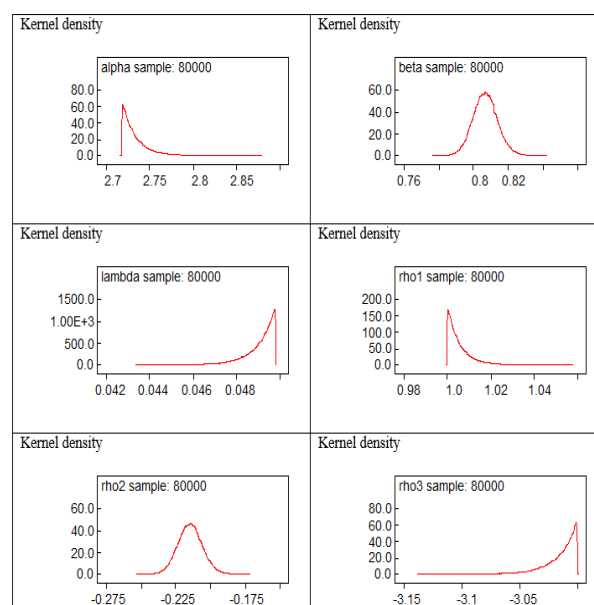 Kernel density
Kernel density
alpha sample: 80000
beta sample: 80000
80.0
60.0
40.0
20.0
0.0
2.7 2.75 2.8 2.85
60.0
40.0
20.0
0.0
0.76 0.8 0.82
Kernel density
Kernel density
lambda sample: 80000
rho1 sample: 80000
1500.0
1.00E+3
500.0
0.0
0.042 0.044 0.046 0.048
200.0
150.0
100.0
50.0
0.0
0.98 1.0 1.02 1.04
Kernel density
Kernel density
rho2 sample: 80000
rho3 sample: 80000
60.0
40.0
20.0
0.0
-0.275 -0.225 -0.175
80.0
60.0
40.0
20.0
0.0
-3.15 -3.1 -3.05